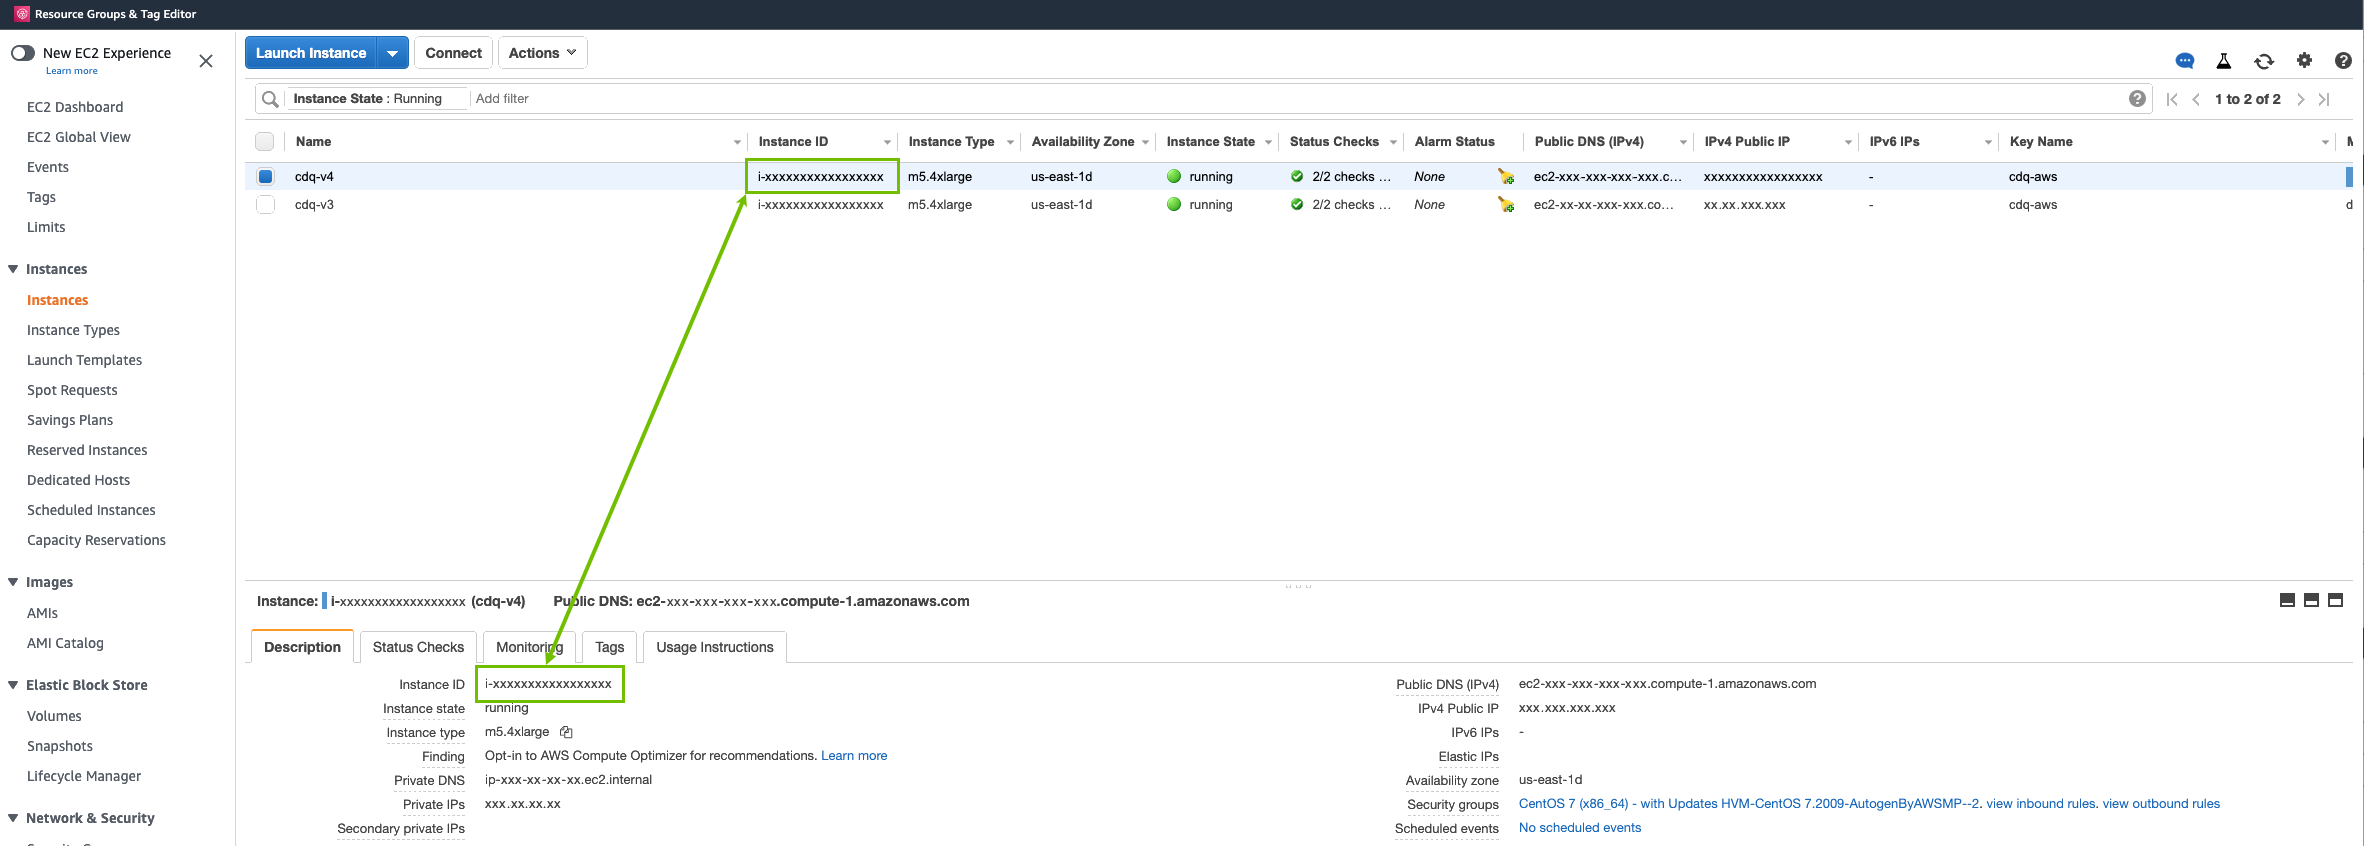 Resource Groups & Tag Editor
New EC2 Experience
Learn more
Launch Instance
Connect
Actions
Instance State : Running
Add filter
1 to 2 of 2
EC2 Dashboard
EC2 Global View
Events
Tags
Limits
Instances
Instances
Instance Types
Launch Templates
Spot Requests
Savings Plans
Reserved Instances
Dedicated Hosts
Scheduled Instances
Capacity Reservations
Images
AMIs
AMI Catalog
Elastic Block Store
Volumes
Snapshots
Lifecycle Manager
Network & Security
Name Instance ID Instance Type Availability Zone Instance State Status Checks Alarm Status Public DNS (IPv4) IPv4 Public IP IPv6 IPs Key Name
cdq-v4 i-xxxxxxxxxxxxxxxxx m5.4xlarge us-east-1d running 2/2 checks ... None ec2-xxx-xxx-xxx-xxx.c... xxxxxxxxxxxxxxxxx - cdq-aws
cdq-v3 i-xxxxxxxxxxxxxxxxx m5.4xlarge us-east-1d running 2/2 checks ... None ec2-xx-xx-xxx-xxx.co... xx.xx.xxx.xxx - cdq-aws d
Instance: i-xxxxxxxxxxxxxxxxxx (cdq-v4) Public DNS: ec2-xxx-xxx-xxx-xxx.compute-1.amazonaws.com
Description
Status Checks
Monitoring
Tags
Usage Instructions
Instance ID i-xxxxxxxxxxxxxxxxx
Instance state running
Instance type m5.4xlarge
Finding Opt-in to AWS Compute Optimizer for recommendations. Learn more
Private DNS ip-xxx-xx-xx-xx.ec2.internal
Private IPs xxx.xx.xx.xx
Secondary private IPs
Public DNS (IPv4) ec2-xxx-xxx-xxx-xxx.compute-1.amazonaws.com
IPv4 Public IP xxx.xxx.xxx.xxx
IPv6 IPs -
Elastic IPs
Availability zone us-east-1d
Security groups CentOS 7 (x86_64) - with Updates HVM-CentOS 7.2009-AutogenByAWSMP--2. view inbound rules. view outbound rules
Scheduled events No scheduled events